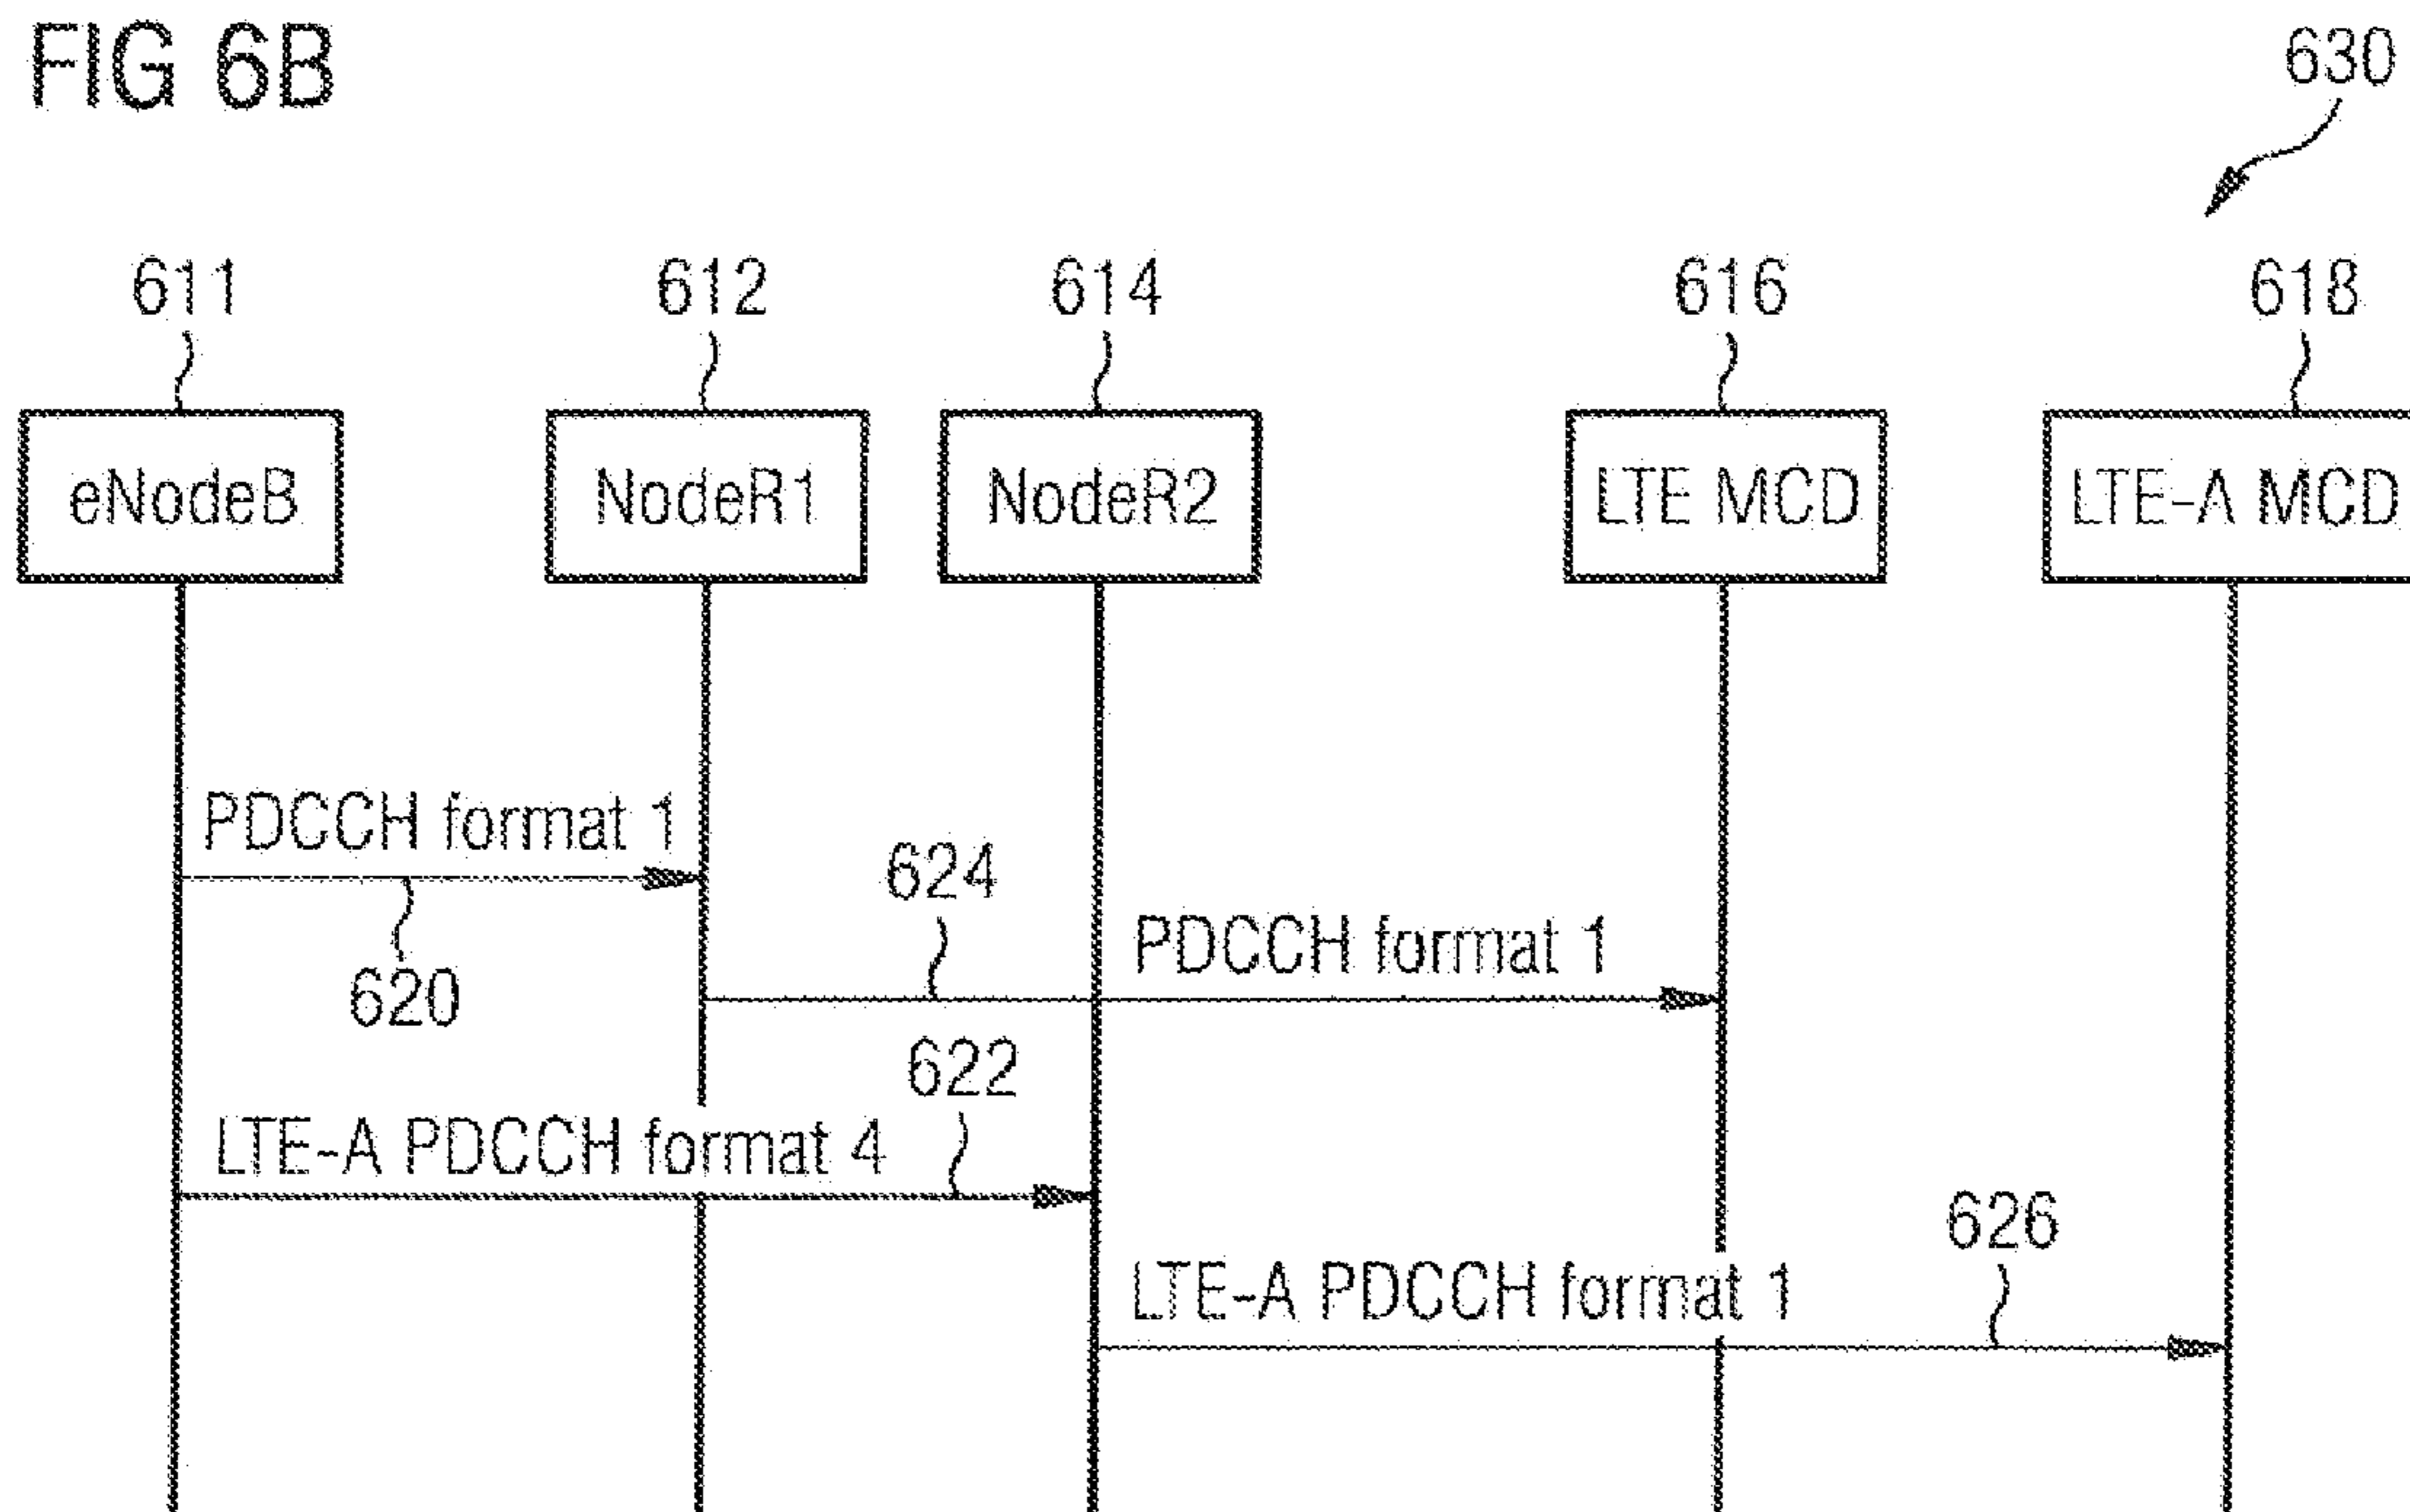 FIG 6B
630
611 612 614 616 618
eNodeB NodeR1 NodeR2 LTE MCD LTE-A MCD
PDCCH format 1
624
PDCCH format 1
620
622
LTE-A PDCCH format 4
626
LTE-A PDCCH format 1